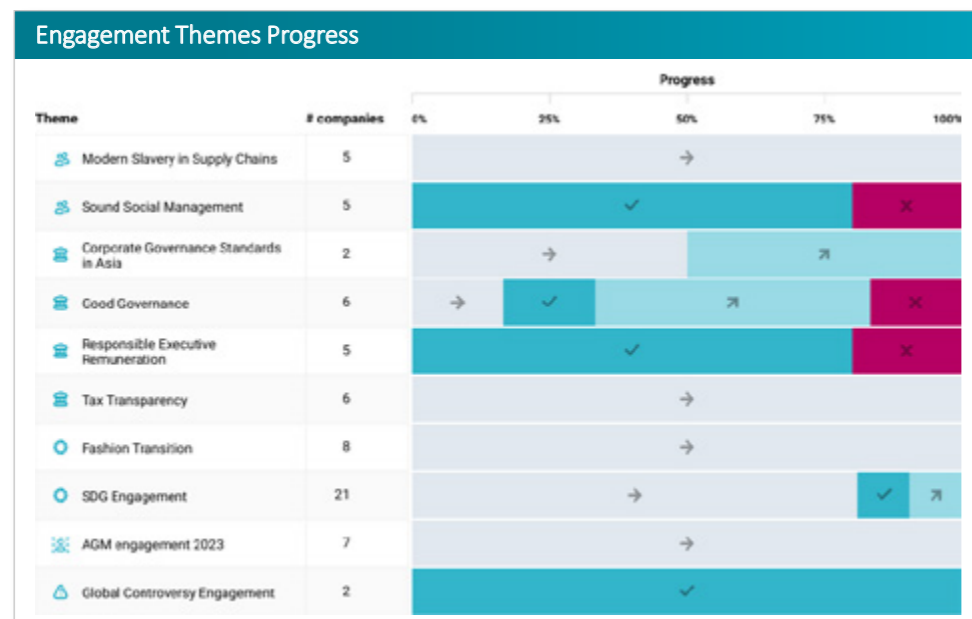 Engagement Themes Progress
Progress
Theme # companies 0% 25% 50% 75% 100%
Modern Slavery in Supply Chains 5
Sound Social Management 5
Corporate Governance Standards
in Asia 2
Good Governance 6
Responsible Executive
Remuneration 5
Tax Transparency 6
Fashion Transition 8
SDG Engagement 21
AGM engagement 2023 7
Global Controversy Engagement 2